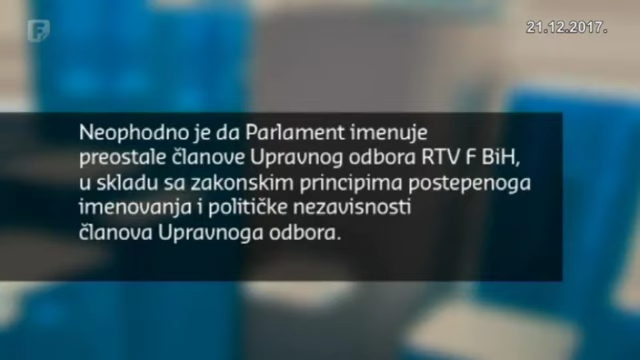 21.12.2017.
Neophodno je da Parlament imenuje
preostale članove Upravnog odbora RTV F BiH,
u skladu sa zakonskim principima postepenoga
imenovanja i političke nezavisnosti
članova Upravnoga odbora.